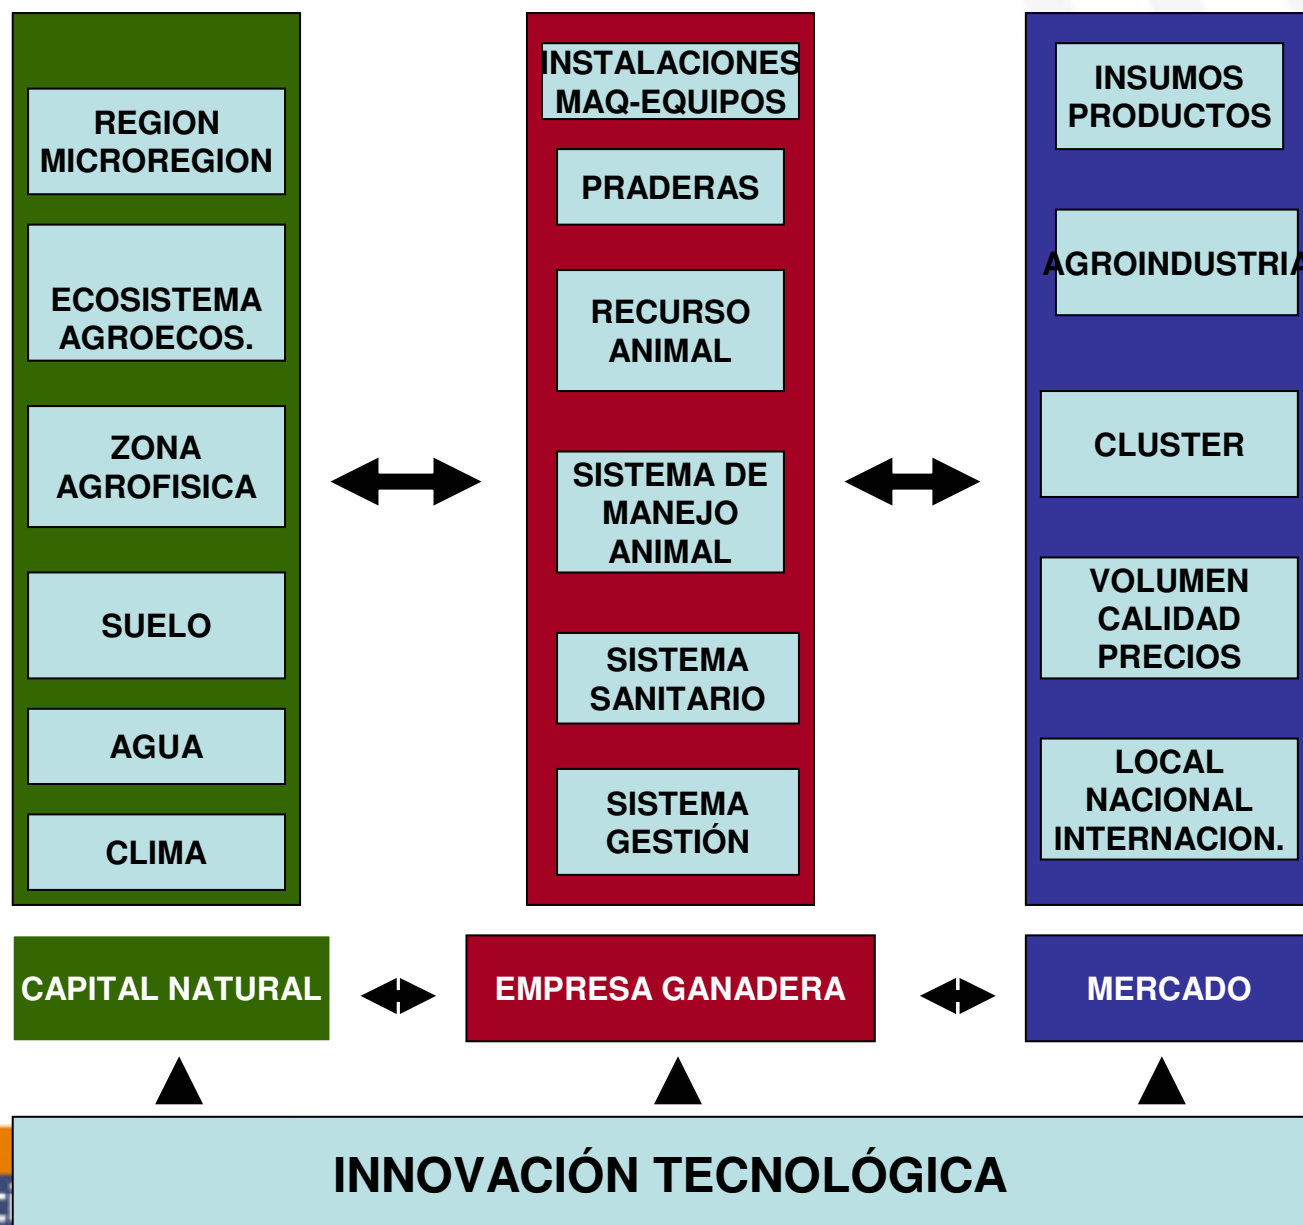 REGION
MICROREGION
ECOSISTEMA
AGROECOS.
ZONA
AGROFISICA
SUELO
AGUA
CLIMA
CAPITAL NATURAL
INSTALACIONES
MAQ-EQUIPOS
PRADERAS
RECURSO
ANIMAL
SISTEMA DE
MANEJO
ANIMAL
SISTEMA
SANITARIO
SISTEMA
GESTIÓN
EMPRESA GANADERA
INSUMOS
PRODUCTOS
AGROINDUSTRIA
CLUSTER
VOLUMEN
CALIDAD
PRECIOS
LOCAL
NACIONAL
INTERNACION.
MERCADO
INNOVACIÓN TECNOLÓGICA